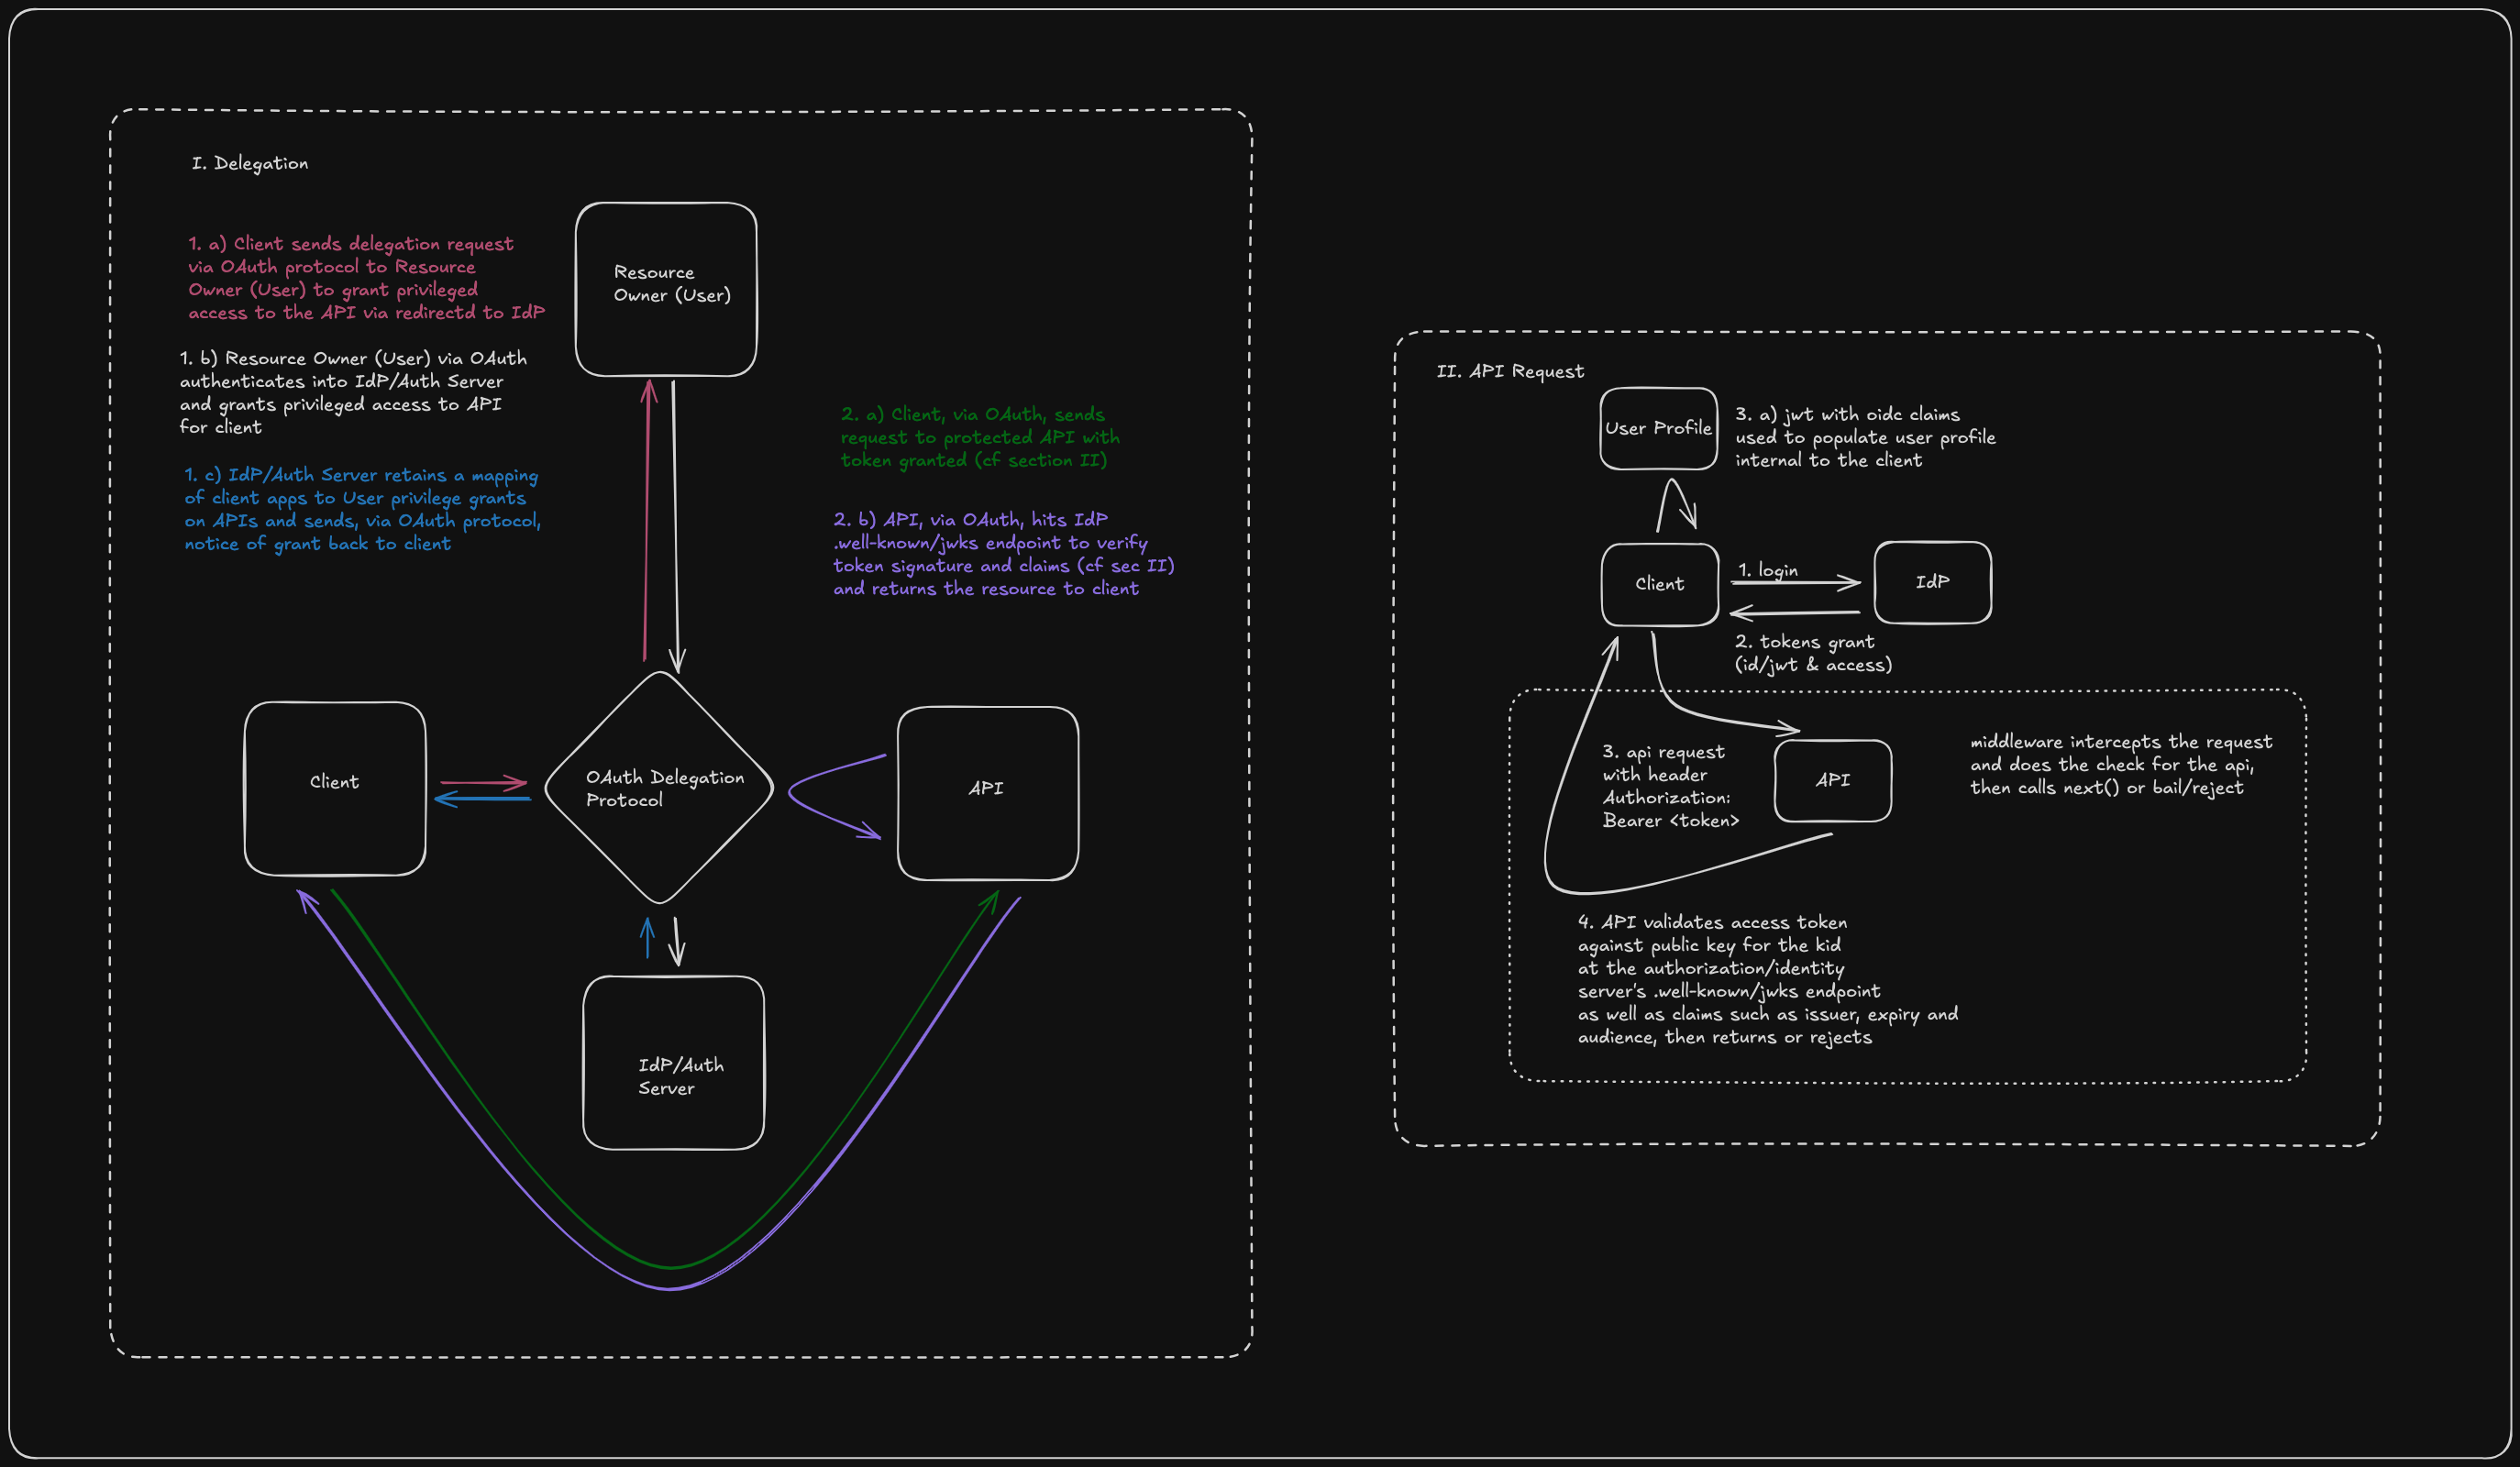 I. Delegation
1. a) Client sends delegation request
via OAuth protocol to Resource
Owner (User) to grant privileged
access to the API via redirectd to IdP
1. b) Resource Owner (User) via OAuth
authenticates into IdP/Auth Server
and grants privileged access to API
for client
1. c) IdP/Auth Server retains a mapping
of client apps to User privilege grants
on APIs and sends, via OAuth protocol,
notice of grant back to client
Resource
Owner (User)
2. a) Client, via OAuth, sends
request to protected API with
token granted (cf section II)
2. b) API, via OAuth, hits IdP
.well-known/jwks endpoint to verify
token signature and claims (cf sec II)
and returns the resource to client
Client
OAuth Delegation
Protocol
API
IdP/Auth
Server
II. API Request
User Profile
3. a) jwt with oidc claims
used to populate user profile
internal to the client
Client
1. login
IdP
2. tokens grant
(id/jwt & access)
3. api request
with header
Authorization:
Bearer <token>
API
middleware intercepts the request
and does the check for the api,
then calls next() or bail/reject
4. API validates access token
against public key for the kid
at the authorization/identity
server's .well-known/jwks endpoint
as well as claims such as issuer, expiry and
audience, then returns or rejects